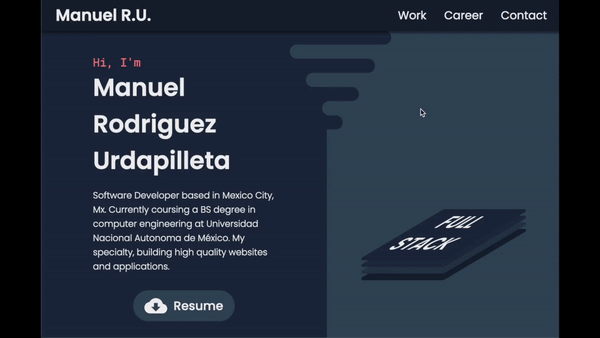 Manuel R.U.
Work Career Contact
Hi, I'm
Manuel
Rodriguez
Urdapilleta
Software Developer based in Mexico City,
Mx. Currently coursing a BS degree in
computer engineering at Universidad
Nacional Autonoma de México. My
specialty, building high quality websites
and applications.
Resume
FULL
STACK